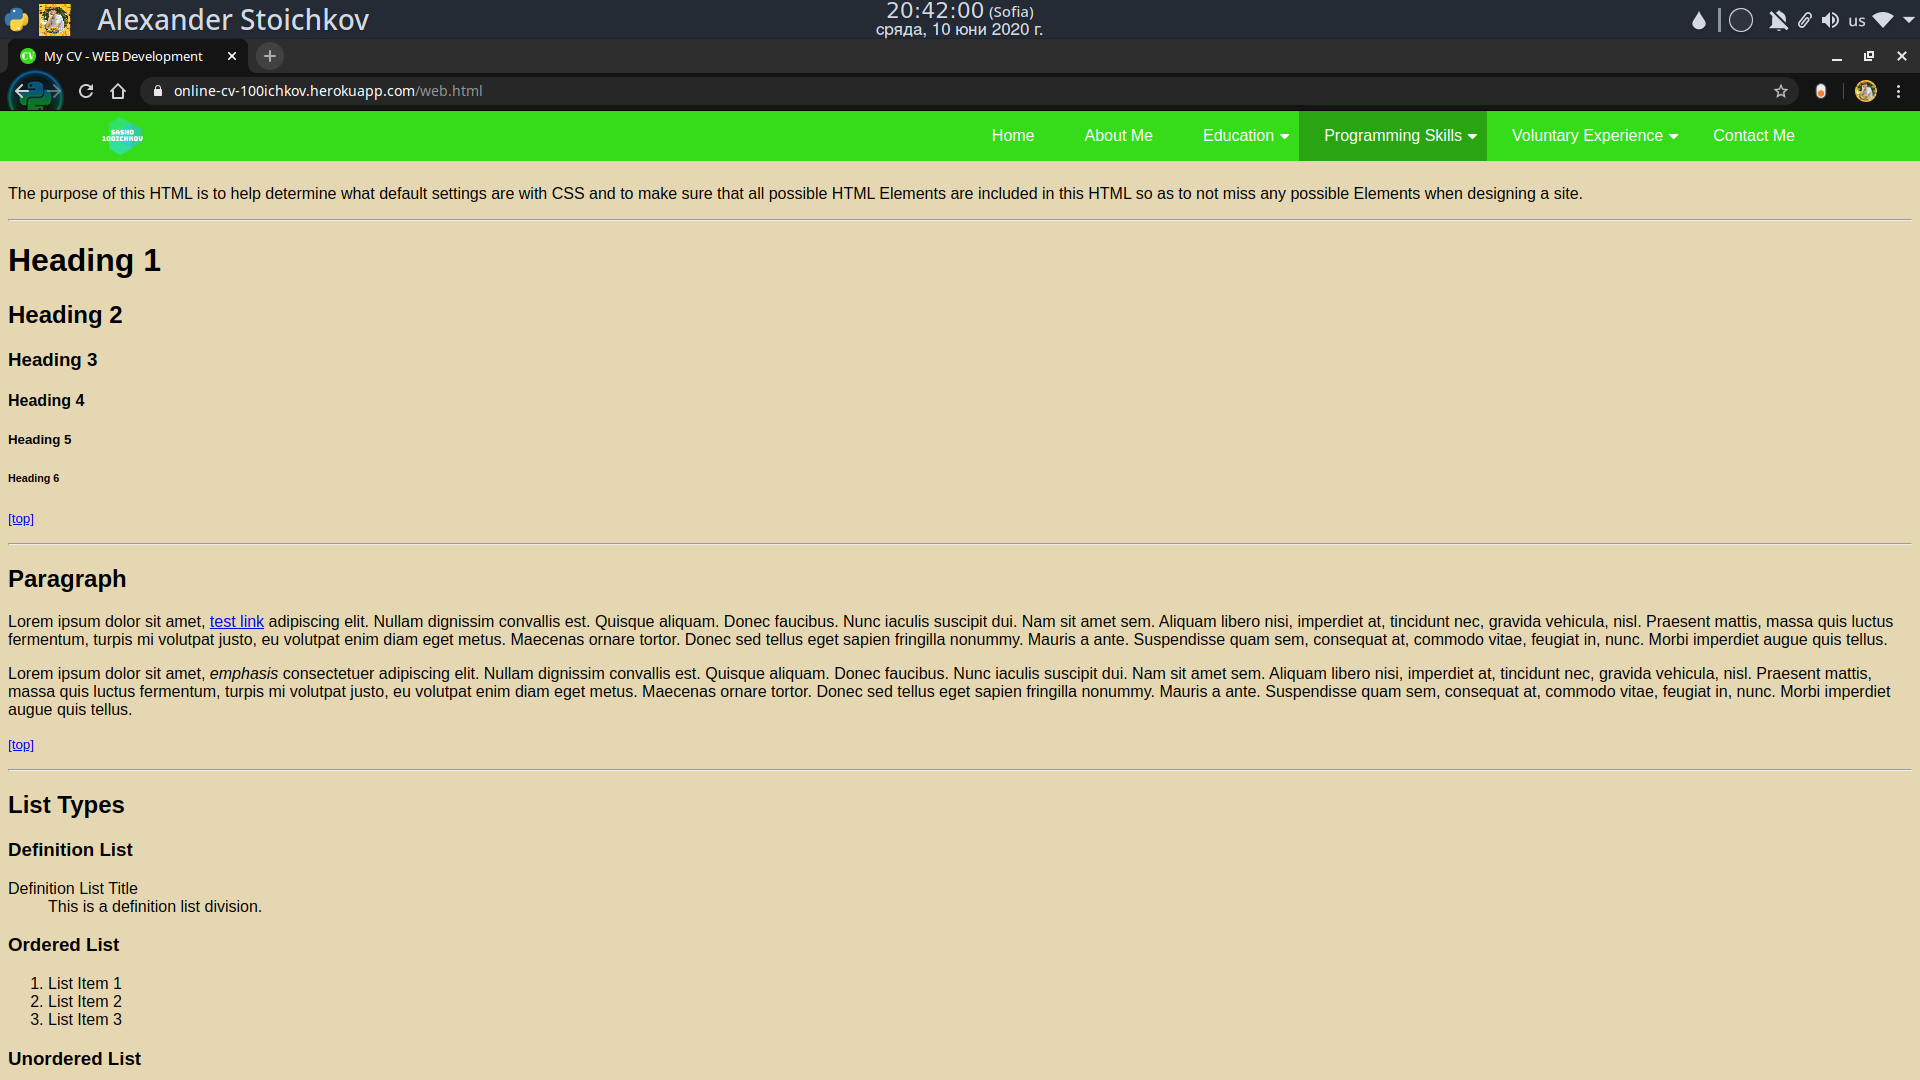 Alexander Stoichkov
20:42:00 (Sofia)
сряда, 10 юни 2020 г.
us
CV My CV - WEB Development
online-cv-100ichkov.herokuapp.com/web.html
SASHO
100ICHKOV
Home About Me Education Programming Skills Voluntary Experience Contact Me
The purpose of this HTML is to help determine what default settings are with CSS and to make sure that all possible HTML Elements are included in this HTML so as to not miss any possible Elements when designing a site.
Heading 1
Heading 2
Heading 3
Heading 4
Heading 5
Heading 6
[top]
Paragraph
Lorem ipsum dolor sit amet, test link adipiscing elit. Nullam dignissim convallis est. Quisque aliquam. Donec faucibus. Nunc iaculis suscipit dui. Nam sit amet sem. Aliquam libero nisi, imperdiet at, tincidunt nec, gravida vehicula, nisl. Praesent mattis, massa quis luctus
fermentum, turpis mi volutpat justo, eu volutpat enim diam eget metus. Maecenas ornare tortor. Donec sed tellus eget sapien fringilla nonummy. Mauris a ante. Suspendisse quam sem, consequat at, commodo vitae, feugiat in, nunc. Morbi imperdiet augue quis tellus.
Lorem ipsum dolor sit amet, emphasis consectetuer adipiscing elit. Nullam dignissim convallis est. Quisque aliquam. Donec faucibus. Nunc iaculis suscipit dui. Nam sit amet sem. Aliquam libero nisi, imperdiet at, tincidunt nec, gravida vehicula, nisl. Praesent mattis,
massa quis luctus fermentum, turpis mi volutpat justo, eu volutpat enim diam eget metus. Maecenas ornare tortor. Donec sed tellus eget sapien fringilla nonummy. Mauris a ante. Suspendisse quam sem, consequat at, commodo vitae, feugiat in, nunc. Morbi imperdiet
augue quis tellus.
[top]
List Types
Definition List
Definition List Title
This is a definition list division.
Ordered List
1. List Item 1
2. List Item 2
3. List Item 3
Unordered List